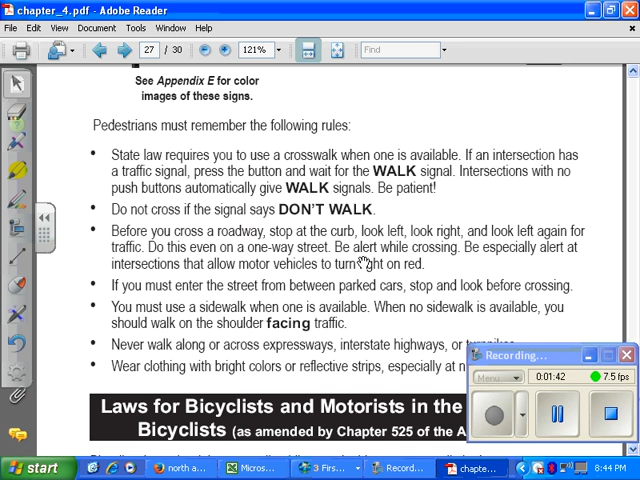 chapter_4.pdf - Adobe Reader
File Edit View Document Tools Window Help
27 / 30 121% Find
See Appendix E for color
images of these signs.
Pedestrians must remember the following rules:
• State law requires you to use a crosswalk when one is available. If an intersection has
a traffic signal, press the button and wait for the WALK signal. Intersections with no
push buttons automatically give WALK signals. Be patient!
• Do not cross if the signal says DON'T WALK.
• Before you cross a roadway, stop at the curb, look left, look right, and look left again for
traffic. Do this even on a one-way street. Be alert while crossing. Be especially alert at
intersections that allow motor vehicles to turn right on red.
• If you must enter the street from between parked cars, stop and look before crossing.
• You must use a sidewalk when one is available. When no sidewalk is available, you
should walk on the shoulder facing traffic.
• Never walk along or across expressways, interstate highways, or turnpikes.
• Wear clothing with bright colors or reflective strips, especially at n
Recording...
Menu 0:01:42 7.5 fps
Laws for Bicyclists and Motorists in the
Bicyclists (as amended by Chapter 525 of the A
start north a... Micros... 3 Firef... Record... chapte... 8:44 PM